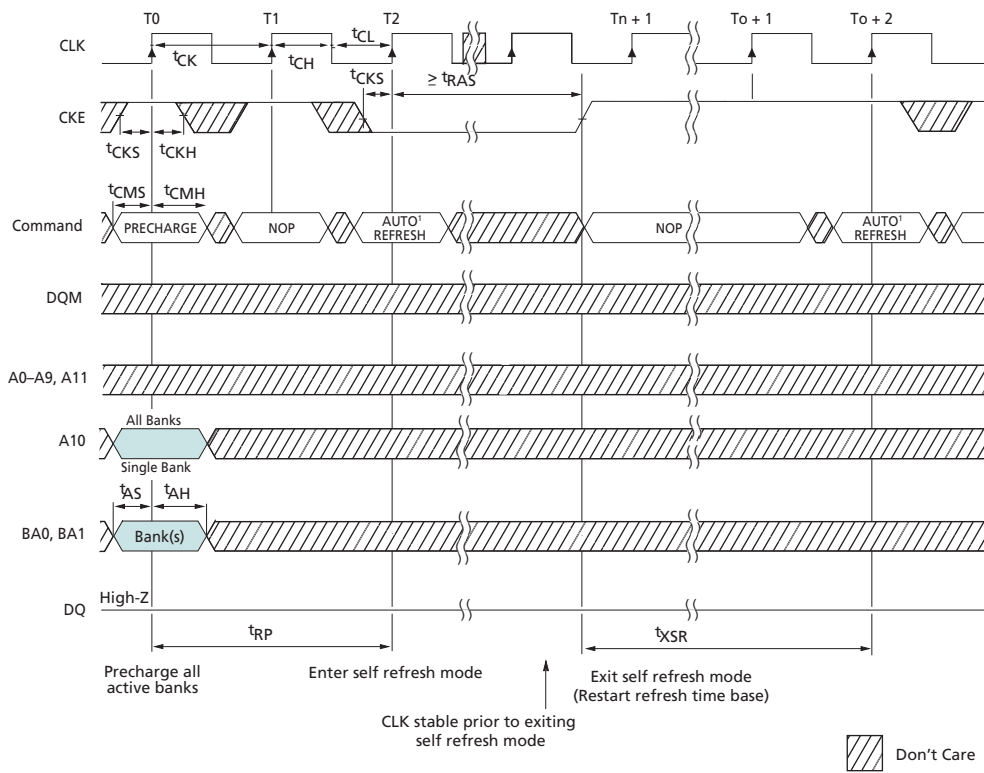 T0 T1 T2 Tn + 1 To + 1 To + 2
CLK
tCK tCH tCL
tCKS ≥ tRAS
CKE
tCKS tCKH
tCMS tCMH
Command PRECHARGE NOP AUTO1 REFRESH NOP AUTO1 REFRESH
DQM
A0–A9, A11
All Banks
A10
Single Bank
tAS tAH
BA0, BA1 Bank(s)
High-Z
DQ
tRP tXSR
Precharge all
active banks
Enter self refresh mode
Exit self refresh mode
(Restart refresh time base)
CLK stable prior to exiting
self refresh mode
Don't Care